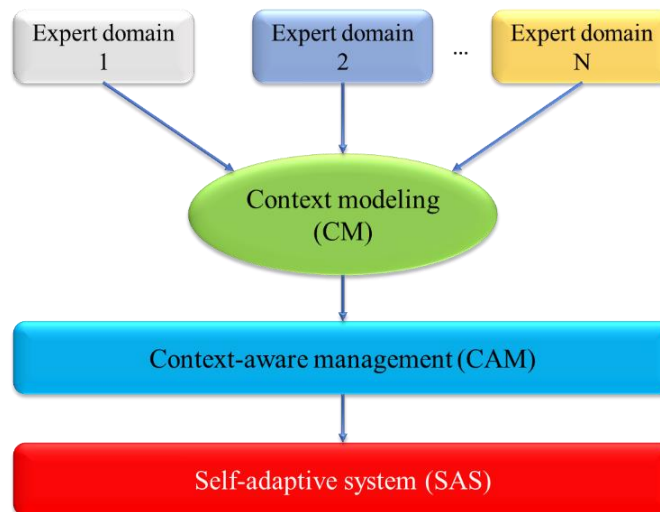 Expert domain
1
Expert domain
2
...
Expert domain
N
Context modeling
(CM)
Context-aware management (CAM)
Self-adaptive system (SAS)